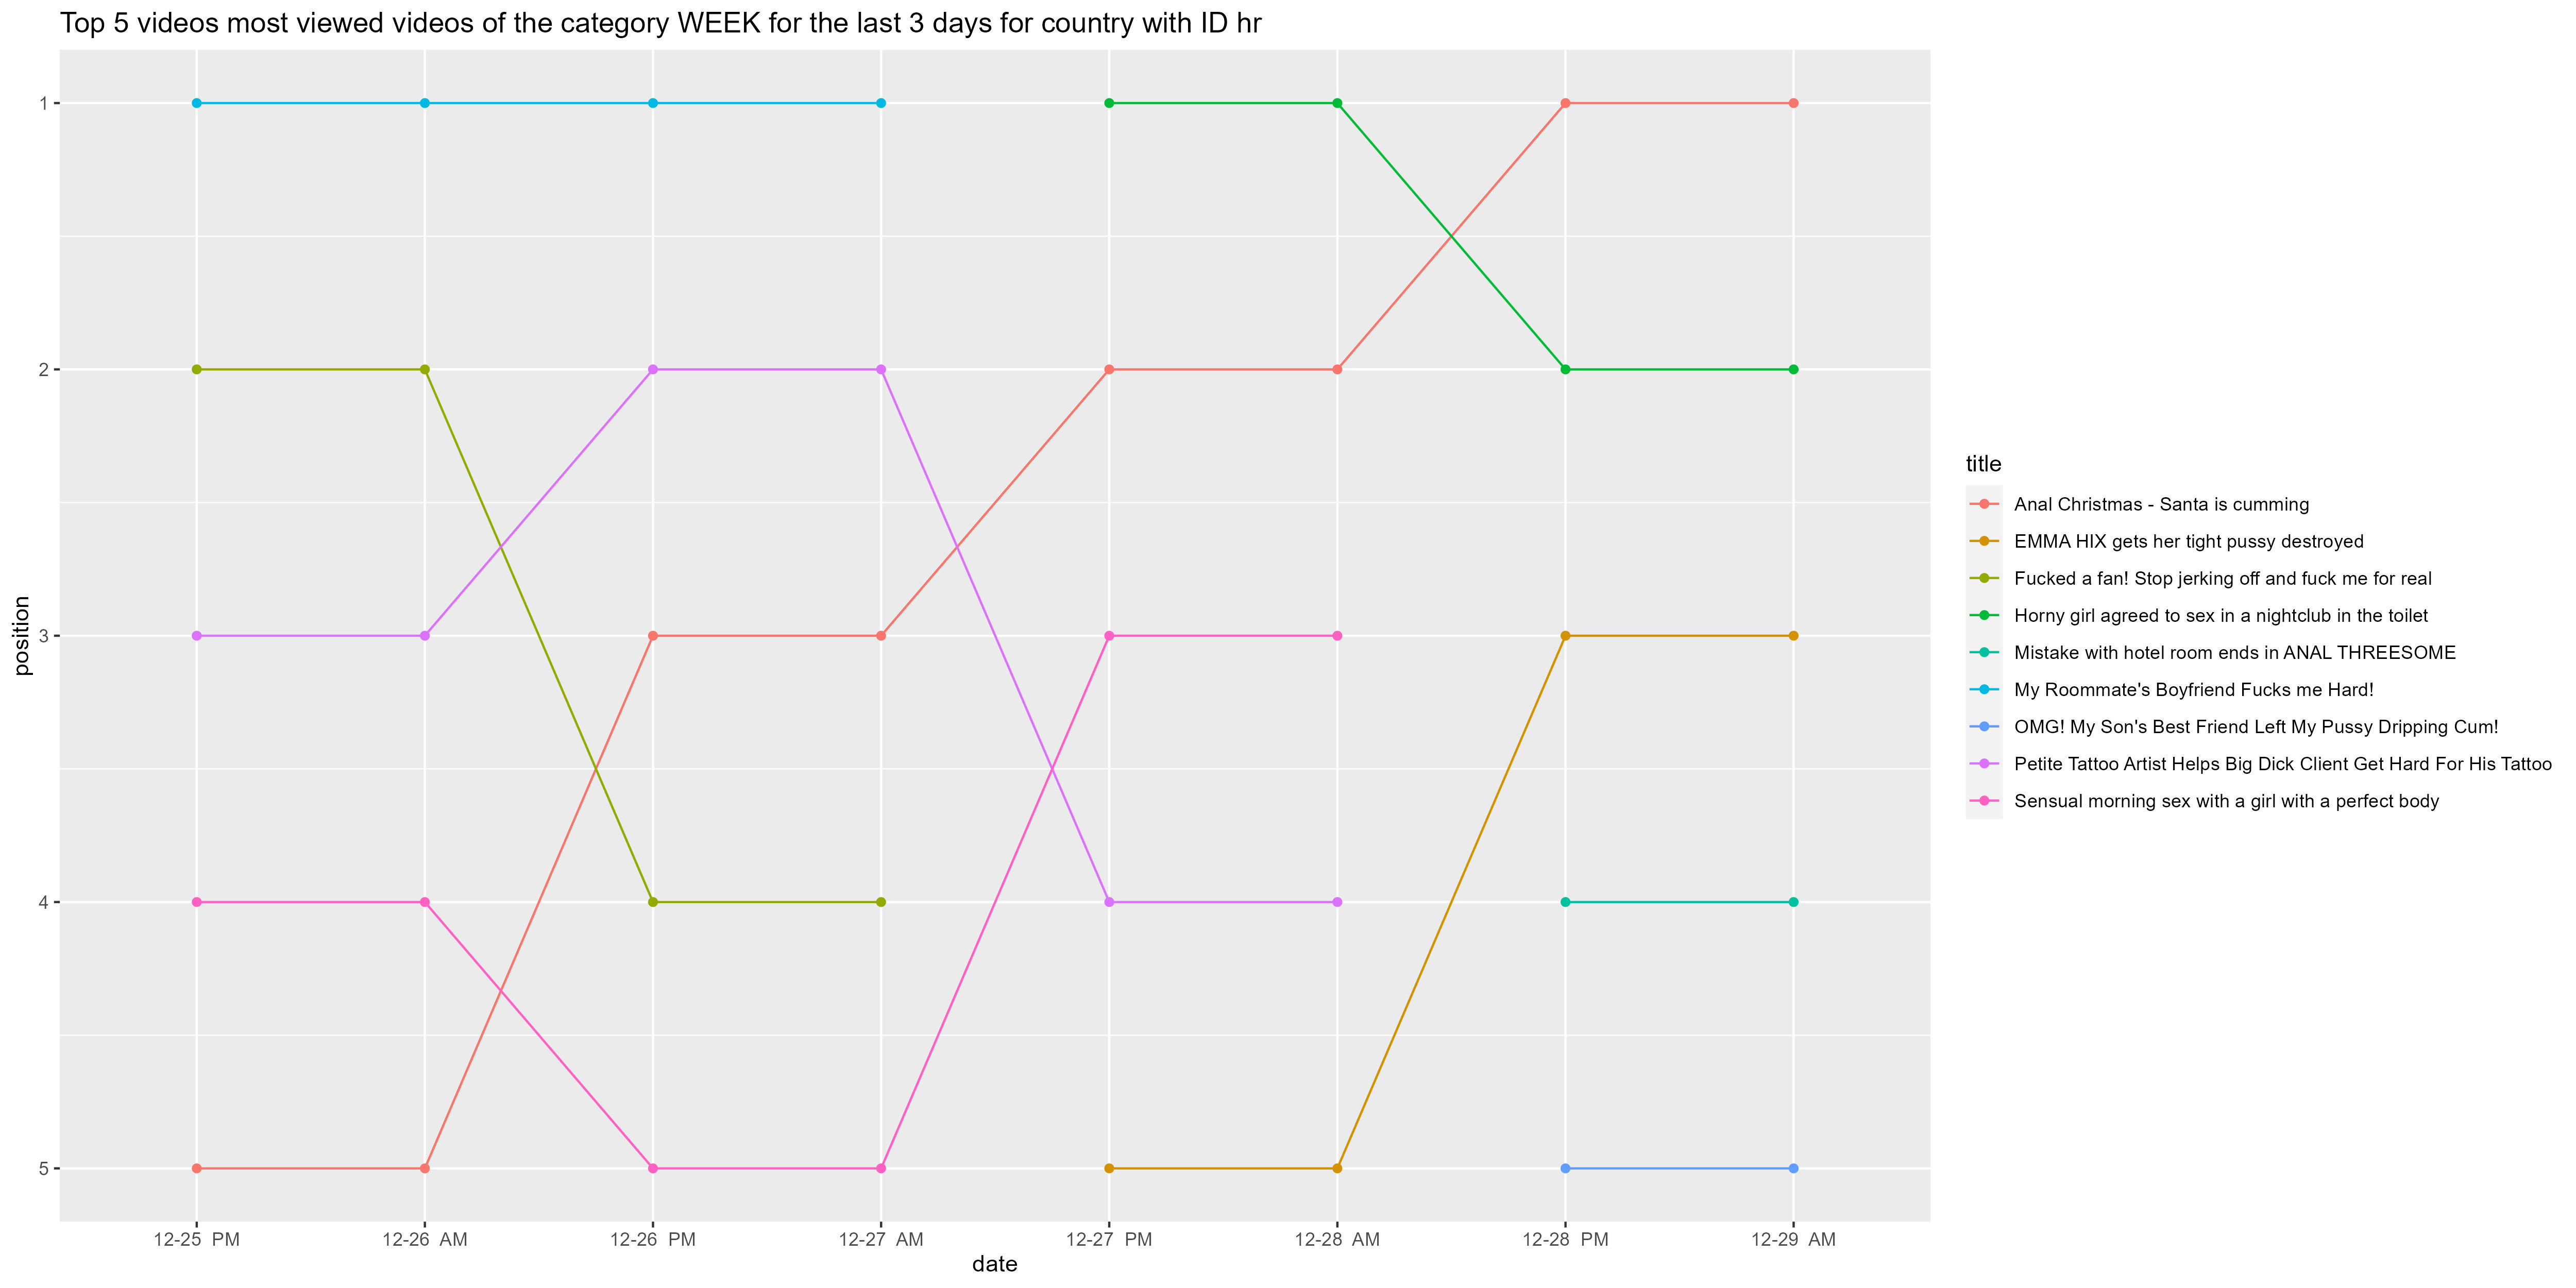 Top 5 videos most viewed videos of the category WEEK for the last 3 days for country with ID hr
1
2
3
4
5
position
12-25 PM
12-26 AM
12-26 PM
12-27 AM
12-27 PM
12-28 AM
12-28 PM
12-29 AM
date
title
Anal Christmas - Santa is cumming
EMMA HIX gets her tight pussy destroyed
Fucked a fan! Stop jerking off and fuck me for real
Horny girl agreed to sex in a nightclub in the toilet
Mistake with hotel room ends in ANAL THREESOME
My Roommate's Boyfriend Fucks me Hard!
OMG! My Son's Best Friend Left My Pussy Dripping Cum!
Petite Tattoo Artist Helps Big Dick Client Get Hard For His Tattoo
Sensual morning sex with a girl with a perfect body